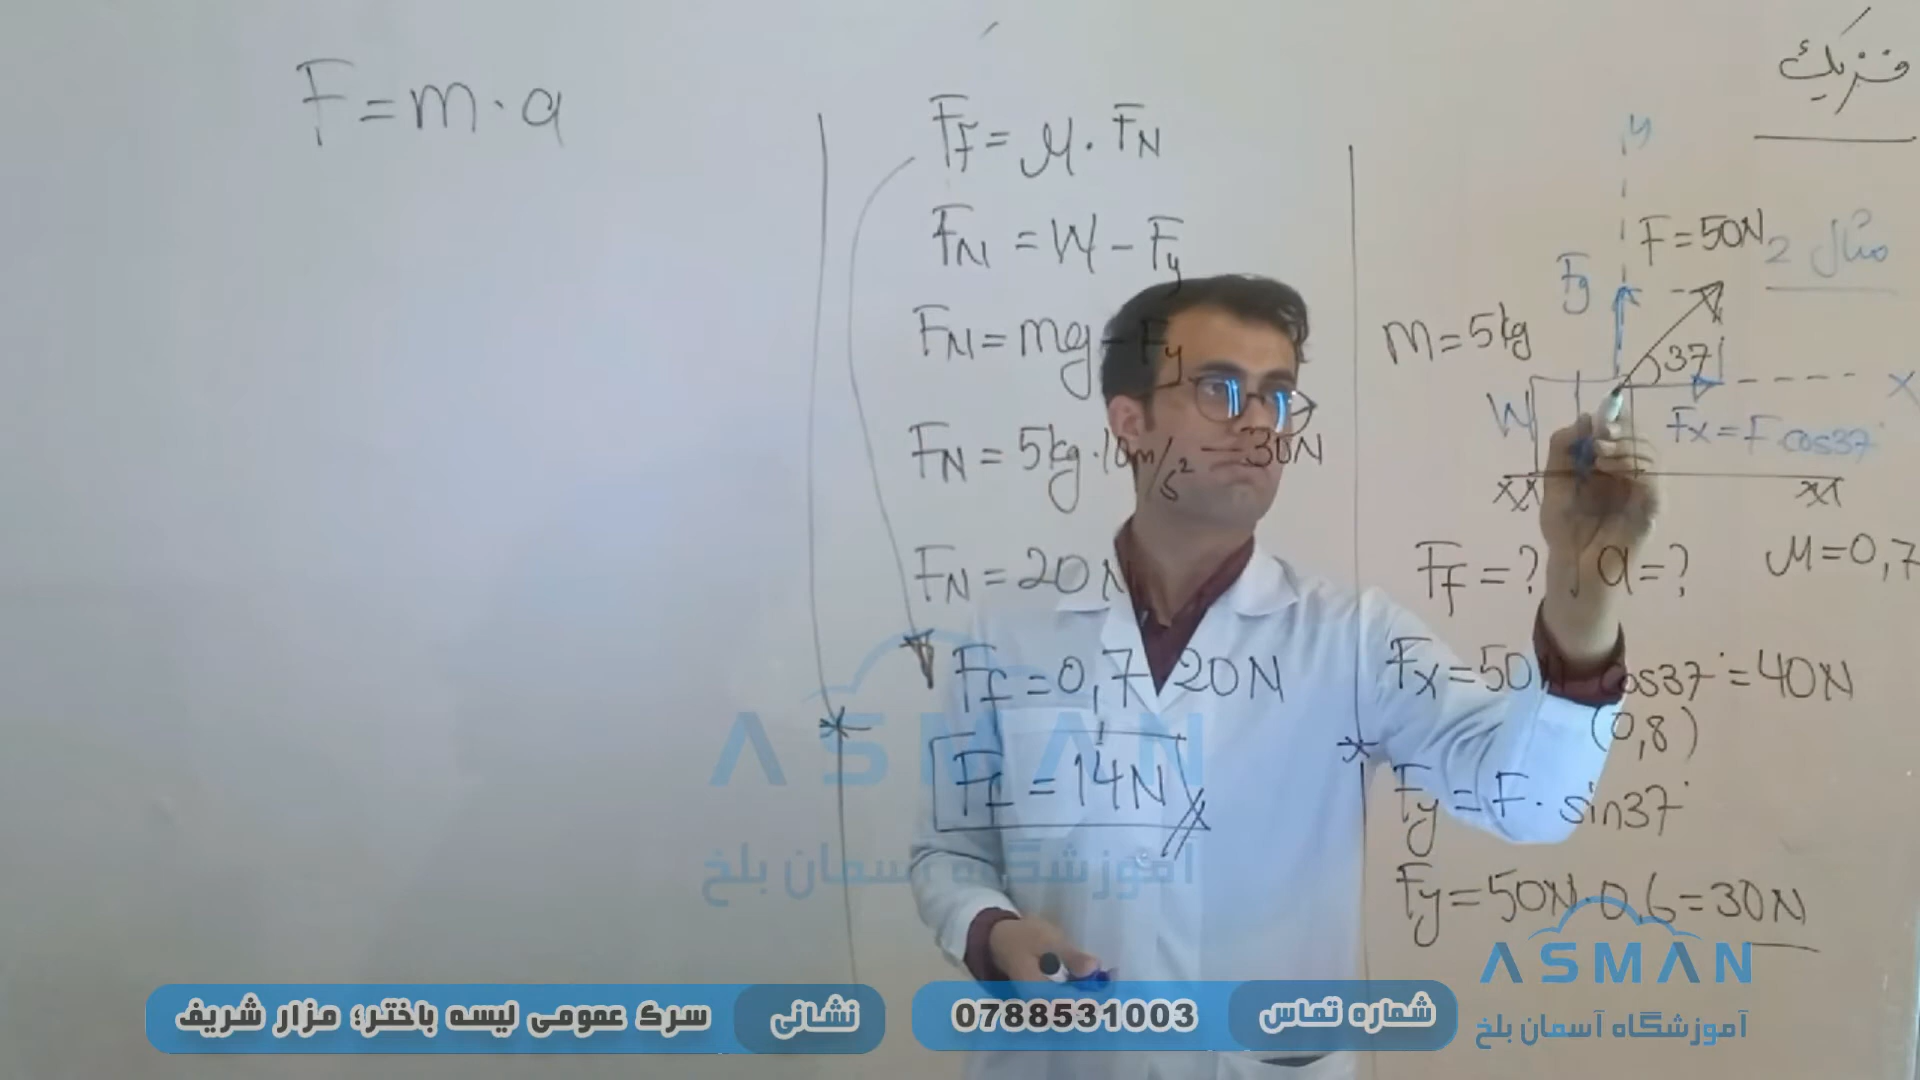 فزیک
مثال 2
y
F=50N
Fy
m=5kg
37
x
W
Fx=F cos37°
Ff=? a=? μ=0,7
Fx=50N cos37°=40N
(0,8)
Fy=F·sin37°
Fy=50N·0,6=30N
Ff=μ·FN
FN=W-Fy
FN=mg-Fy
FN=5kg·10m/s²-30N
FN=20N
Ff=0,7·20N
Ff=14N
F=m·a
ASMAN
آموزشگاه آسمان بلخ
ASMAN
آموزشگاه آسمان بلخ
شماره تماس 0788531003
نشانی سرک عمومی لیسه باختر؛ مزار شریف